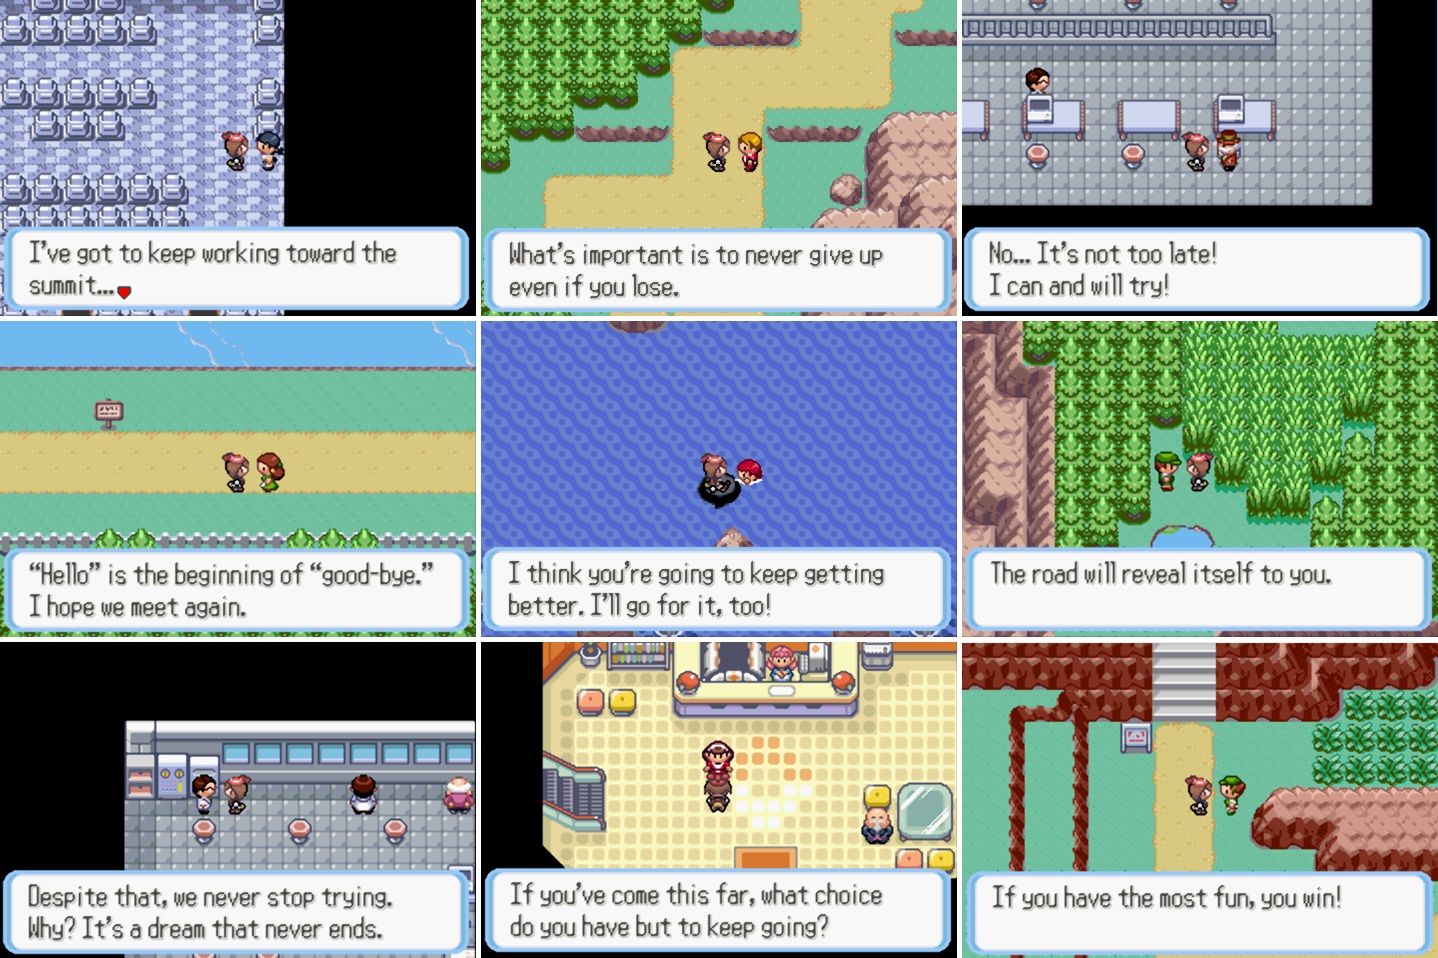 I've got to keep working toward the
summit...
What's important is to never give up
even if you lose.
No... It's not too late!
I can and will try!
“Hello” is the beginning of “good-bye.”
I hope we meet again.
I think you're going to keep getting
better. I'll go for it, too!
The road will reveal itself to you.
Despite that, we never stop trying.
Why? It's a dream that never ends.
If you've come this far, what choice
do you have but to keep going?
If you have the most fun, you win!